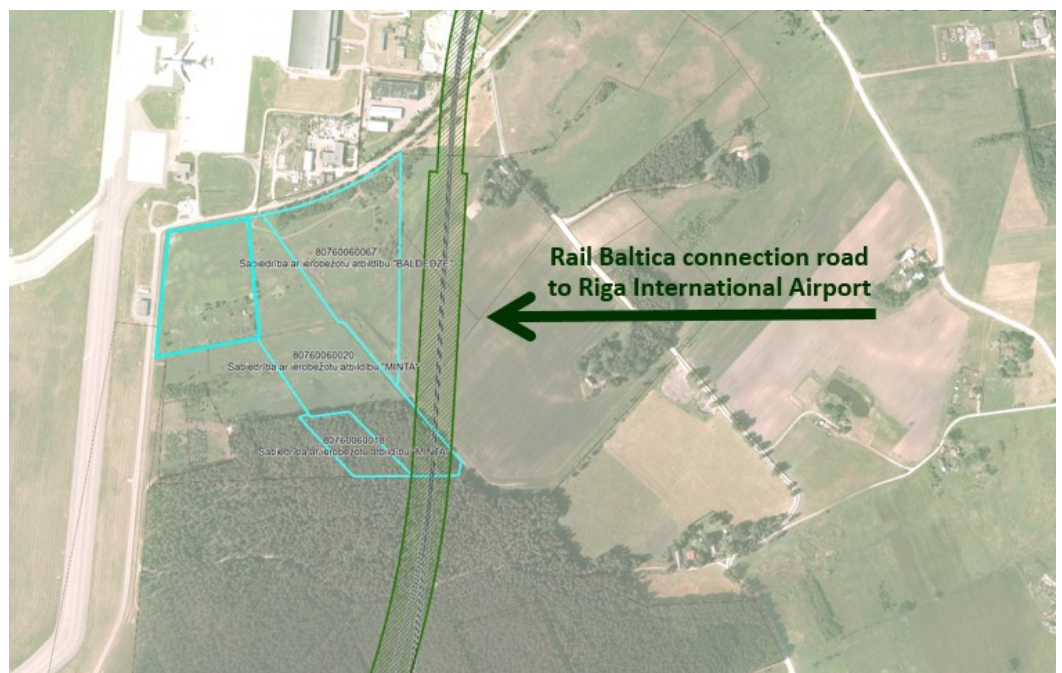 80760060067
Sabiedrība ar ierobežotu atbildību "BALDEDZE"
Rail Baltica connection road
to Riga International Airport
80760060020
Sabiedrība ar ierobežotu atbildību "MINTA"
80760060018
Sabiedrība ar ierobežotu atbildību "MINTA"